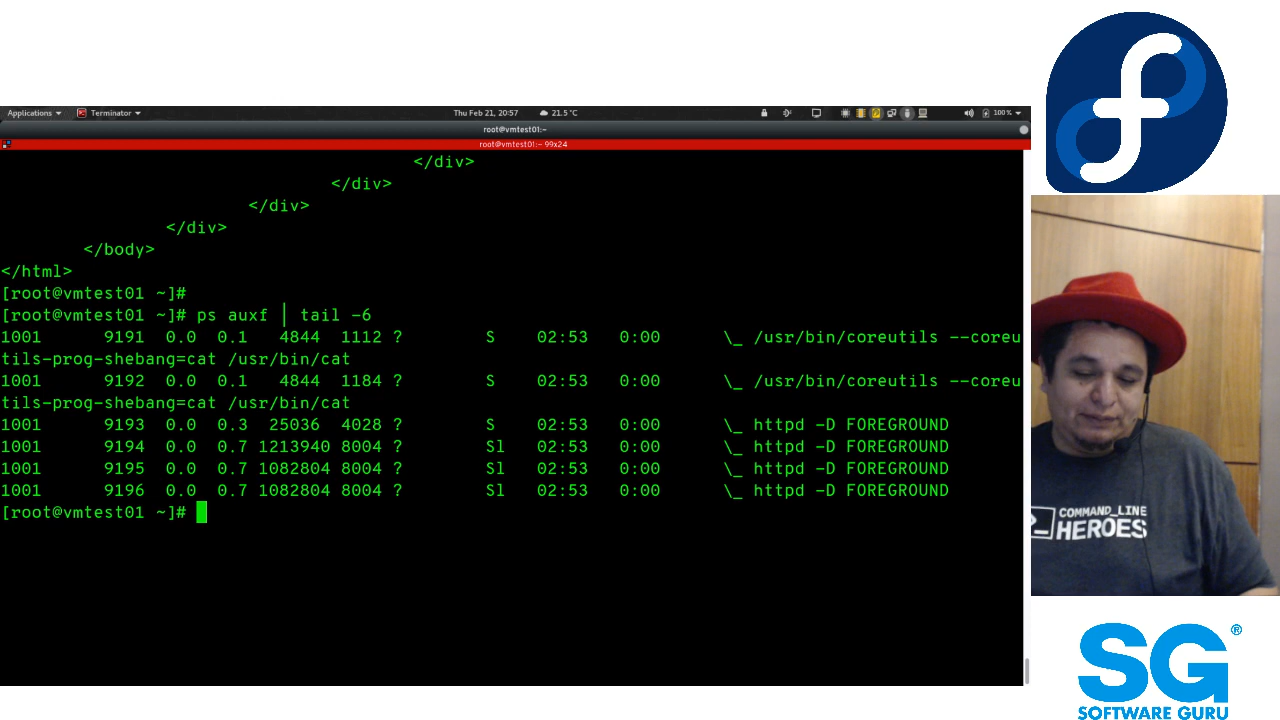 Applications
Terminator
Thu Feb 21, 20:57
21.5 °C
100 %
root@vmtest01:~
root@vmtest01:~ 99x24
</div>
</div>
</div>
</div>
</body>
</html>
[root@vmtest01 ~]#
[root@vmtest01 ~]# ps auxf | tail -6
1001 9191 0.0 0.1 4844 1112 ? S 02:53 0:00 \_ /usr/bin/coreutils --coreu
tils-prog-shebang=cat /usr/bin/cat
1001 9192 0.0 0.1 4844 1184 ? S 02:53 0:00 \_ /usr/bin/coreutils --coreu
tils-prog-shebang=cat /usr/bin/cat
1001 9193 0.0 0.3 25036 4028 ? S 02:53 0:00 \_ httpd -D FOREGROUND
1001 9194 0.0 0.7 1213940 8004 ? Sl 02:53 0:00 \_ httpd -D FOREGROUND
1001 9195 0.0 0.7 1082804 8004 ? Sl 02:53 0:00 \_ httpd -D FOREGROUND
1001 9196 0.0 0.7 1082804 8004 ? Sl 02:53 0:00 \_ httpd -D FOREGROUND
[root@vmtest01 ~]#
COMMAND_LINE
HEROES
SG®
SOFTWARE GURU